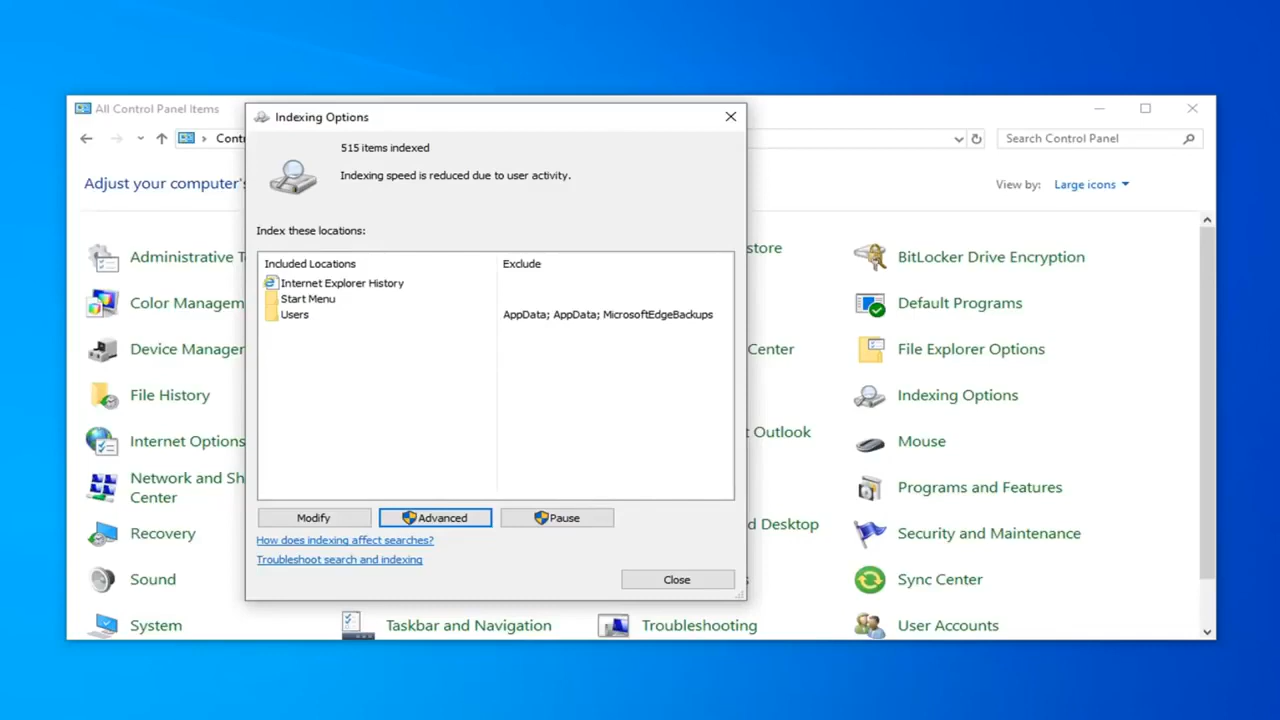 All Control Panel Items
Indexing Options
Contr
Search Control Panel
515 items indexed
Indexing speed is reduced due to user activity.
Adjust your computer's
View by: Large icons
Index these locations:
Included Locations
Exclude
Internet Explorer History
Start Menu
Users
AppData; AppData; MicrosoftEdgeBackups
Modify
Advanced
Pause
How does indexing affect searches?
Troubleshoot search and indexing
Close
Administrative T
store
BitLocker Drive Encryption
Color Managem
Default Programs
Device Manager
Center
File Explorer Options
File History
Indexing Options
Internet Options
t Outlook
Mouse
Network and Sh
Center
Programs and Features
Recovery
d Desktop
Security and Maintenance
Sound
Sync Center
System
Taskbar and Navigation
Troubleshooting
User Accounts